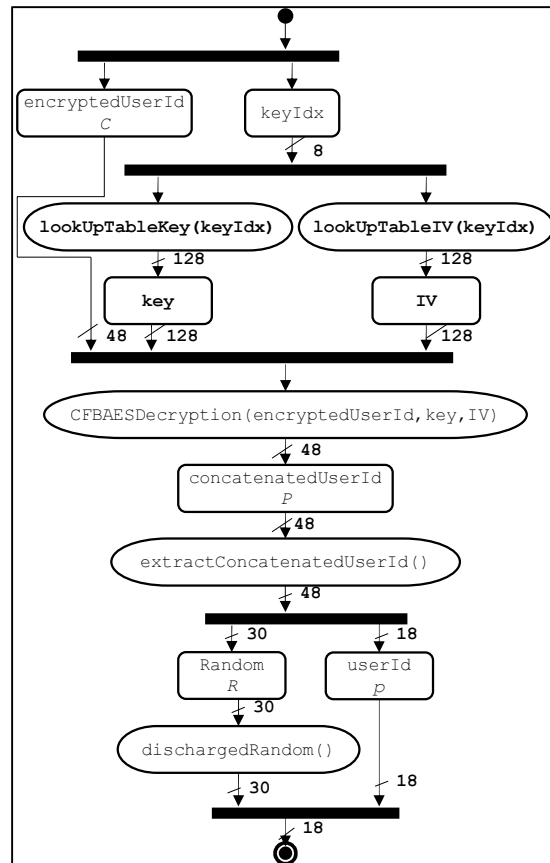 encryptedUserId
C
keyIdx
8
lookUpTableKey(keyIdx)
lookUpTableIV(keyIdx)
128
128
key
IV
48
128
128
CFBAESDecryption(encryptedUserId,key,IV)
48
concatenatedUserId
P
48
extractConcatenatedUserId()
48
30
18
Random
R
userId
p
30
dischargedRandom()
30
18
18